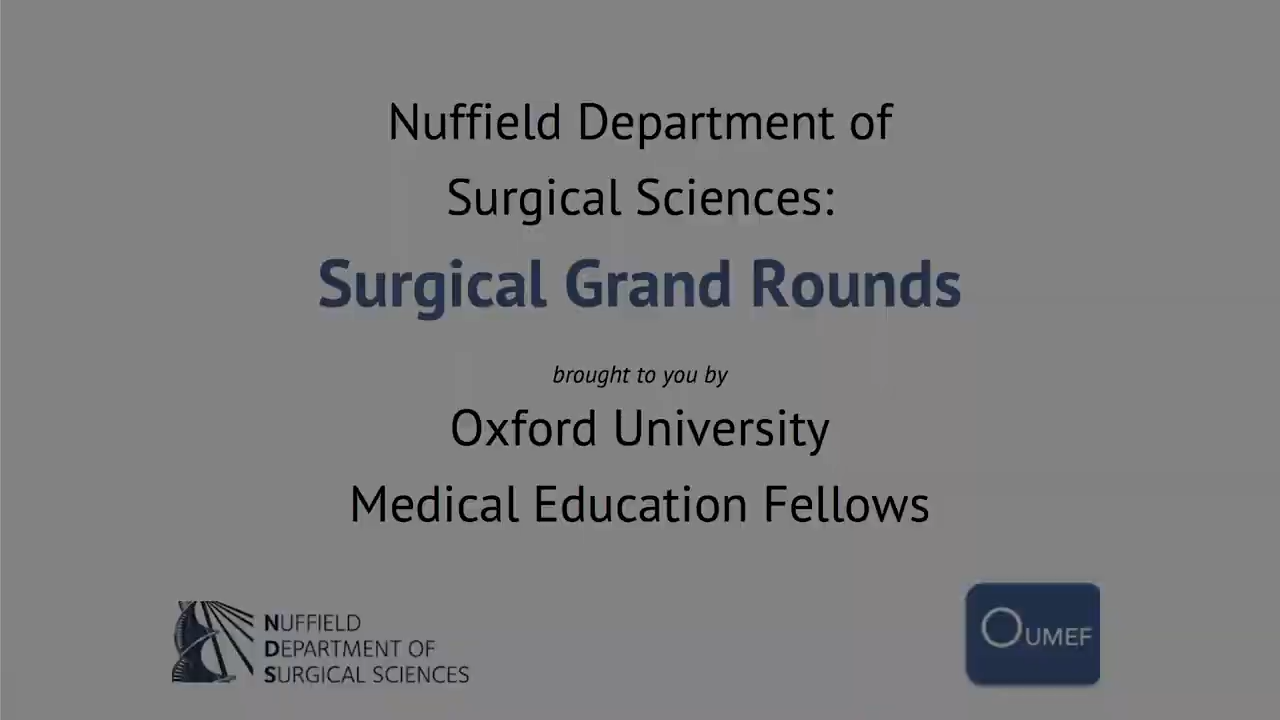 Nuffield Department of
Surgical Sciences:
Surgical Grand Rounds
brought to you by
Oxford University
Medical Education Fellows
NUFFIELD
DEPARTMENT OF
SURGICAL SCIENCES
OUMEF